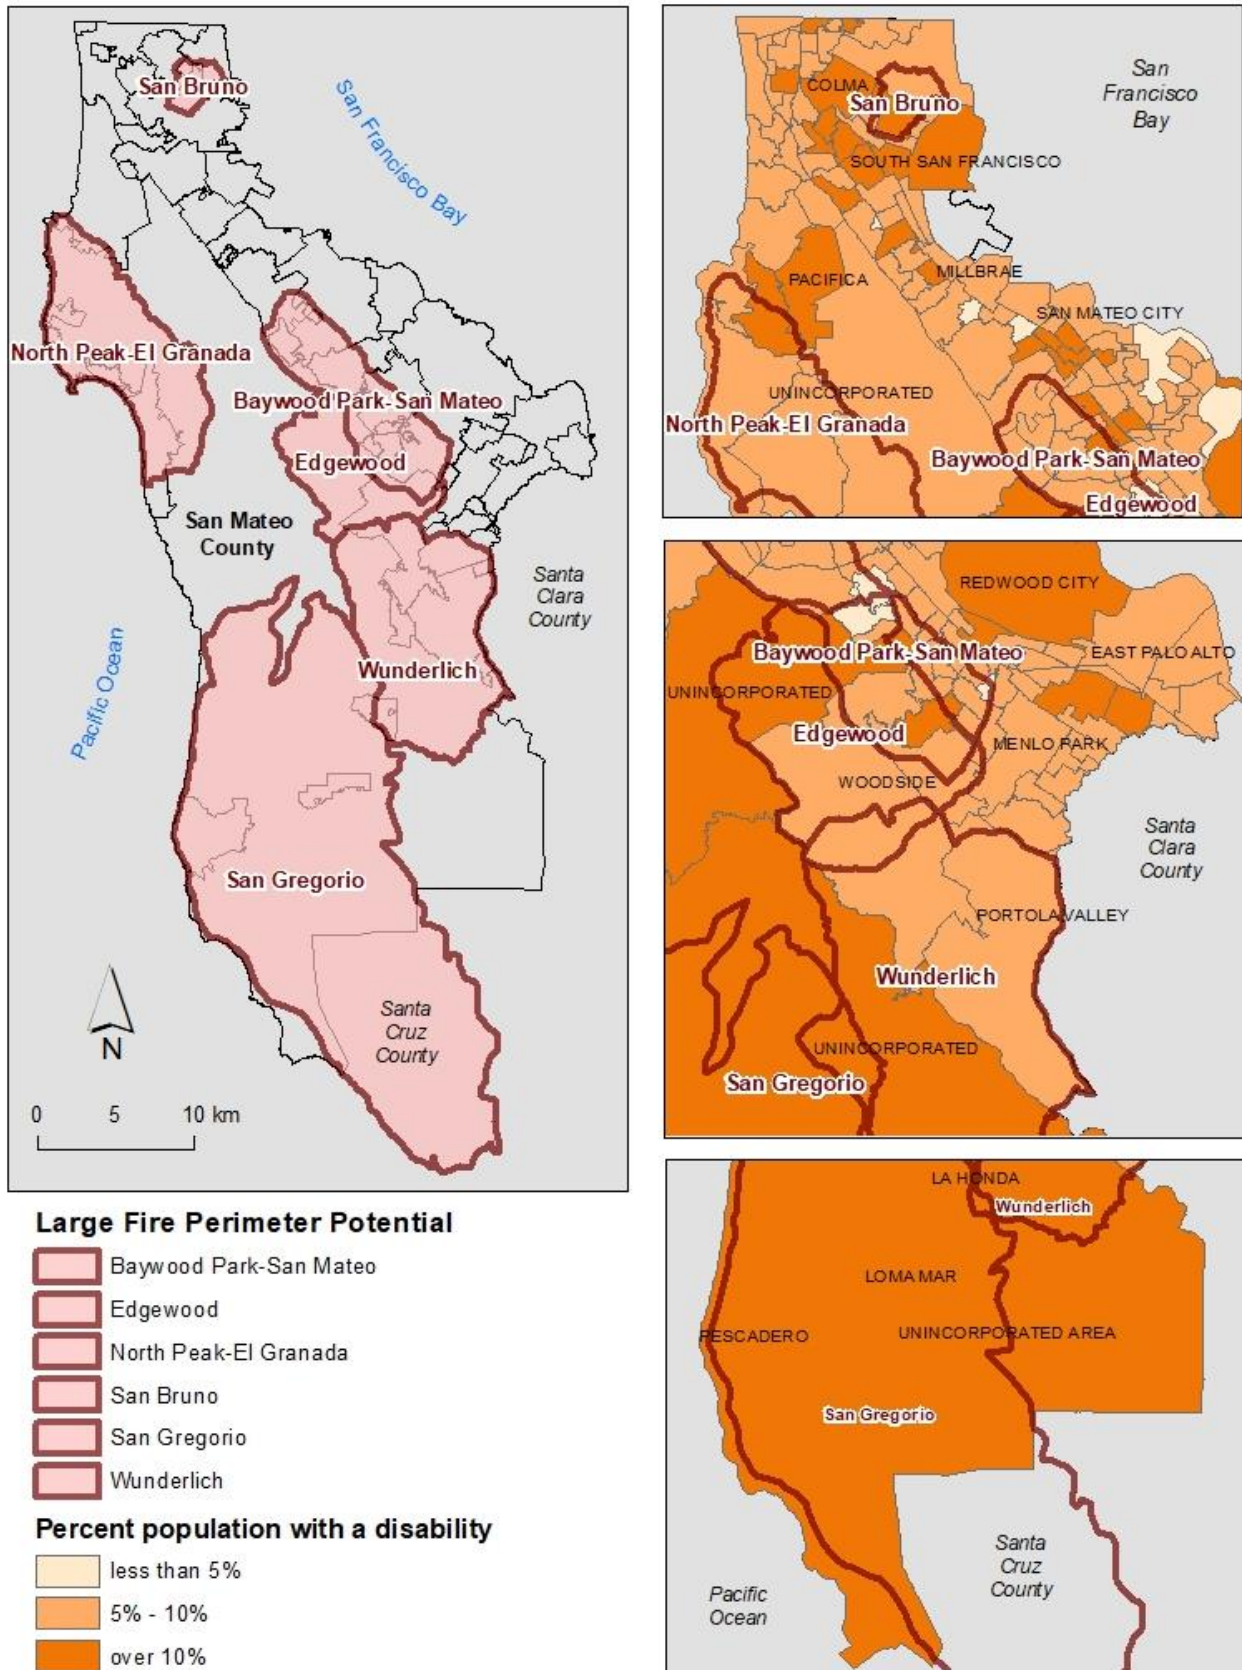 San Bruno
San Francisco Bay
North Peak-El Granada
Baywood Park-San Mateo
Edgewood
San Mateo
County
Santa
Clara
County
Wunderlich
Pacific Ocean
San Gregorio
Santa
Cruz
County
N
0 5 10 km
San
Francisco
Bay
COLMA
San Bruno
SOUTH SAN FRANCISCO
PACIFICA
MILLBRAE
SAN MATEO CITY
UNINCORPORATED
North Peak-El Granada
Baywood Park-San Mateo
Edgewood
REDWOOD CITY
Baywood Park-San Mateo
EAST PALO ALTO
UNINCORPORATED
Edgewood
MENLO PARK
WOODSIDE
Santa
Clara
County
PORTOLA VALLEY
Wunderlich
UNINCORPORATED
San Gregorio
LA HONDA
Wunderlich
LOMA MAR
PESCADERO
UNINCORPORATED AREA
San Gregorio
Santa
Cruz
County
Pacific
Ocean
Large Fire Perimeter Potential
Baywood Park-San Mateo
Edgewood
North Peak-El Granada
San Bruno
San Gregorio
Wunderlich
Percent population with a disability
less than 5%
5% - 10%
over 10%